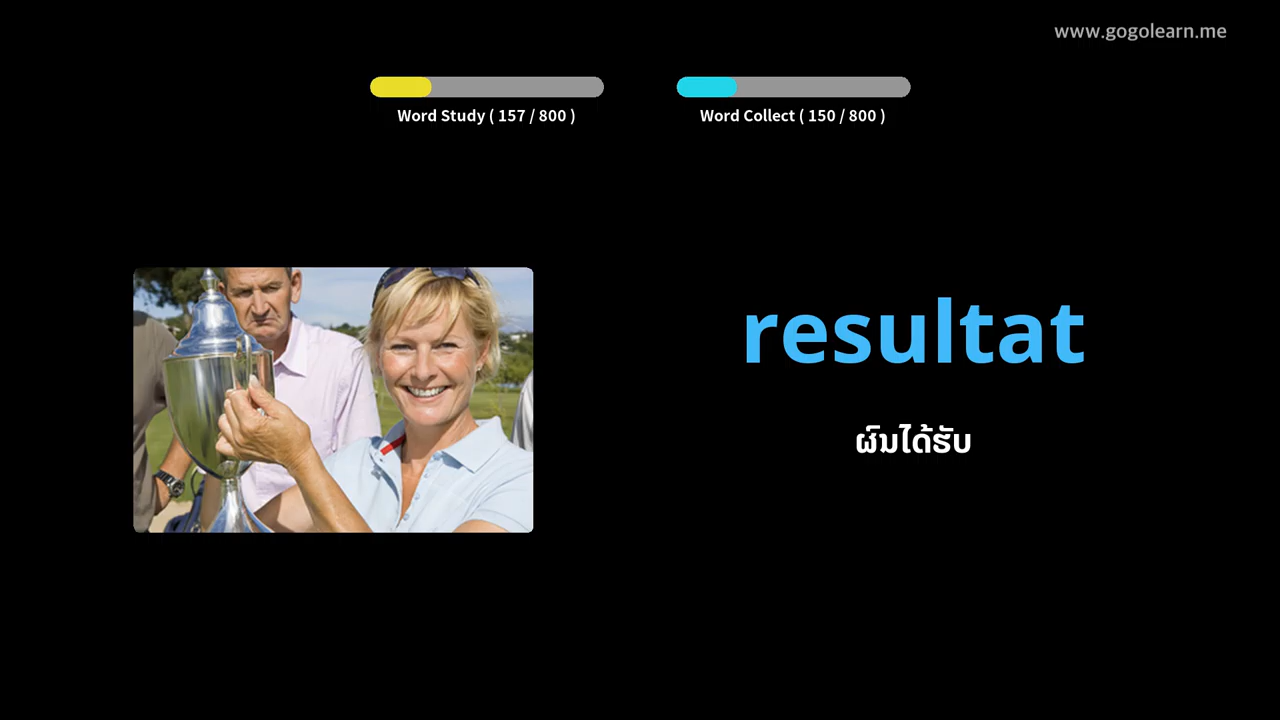 www.gogolearn.me
Word Study ( 157 / 800 )
Word Collect ( 150 / 800 )
resultat
ຜົນໄດ້ຮັບ